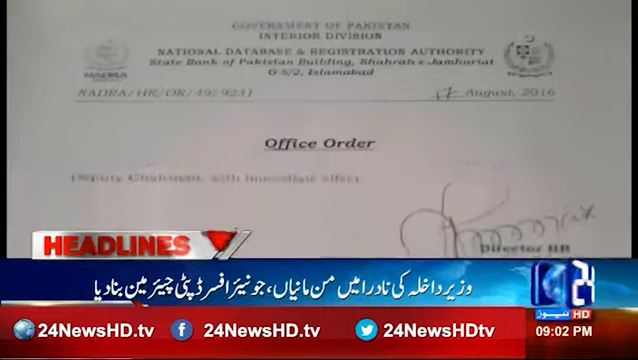 GOVERNMENT OF PAKISTAN
INTERIOR DIVISION
NATIONAL DATABASE & REGISTRATION AUTHORITY
State Bank of Pakistan Building, Shahrah-e-Jamhuriat
G-5/2, Islamabad
NADRA
NADRA/HR/OR/49/9231 17 August, 2016
Office Order
Deputy Chairman, with immediate effect
Director HR
HEADLINES
وزیر داخلہ کی نادرا میں من مانیاں، جونیئر افسر ڈپٹی چیئرمین بنا دیا
24
نیوز HD
24NewsHD.tv 24NewsHD.tv 24NewsHDtv 09:02 PM